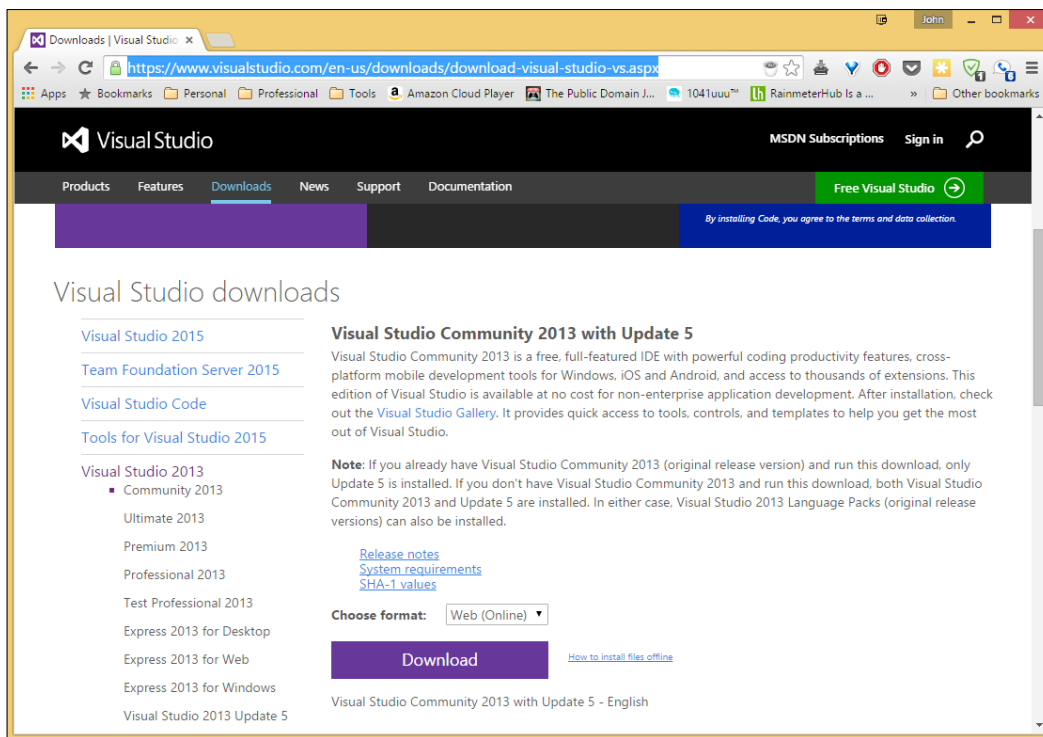 John
Downloads | Visual Studio
https://www.visualstudio.com/en-us/downloads/download-visual-studio-vs.aspx
Apps Bookmarks Personal Professional Tools Amazon Cloud Player The Public Domain J... 1041uuu™ RainmeterHub Is a ... » Other bookmarks
Visual Studio
MSDN Subscriptions Sign in
Products Features Downloads News Support Documentation Free Visual Studio
By installing Code, you agree to the terms and data collection.
Visual Studio downloads
Visual Studio 2015
Team Foundation Server 2015
Visual Studio Code
Tools for Visual Studio 2015
Visual Studio 2013
Community 2013
Ultimate 2013
Premium 2013
Professional 2013
Test Professional 2013
Express 2013 for Desktop
Express 2013 for Web
Express 2013 for Windows
Visual Studio 2013 Update 5
Visual Studio Community 2013 with Update 5
Visual Studio Community 2013 is a free, full-featured IDE with powerful coding productivity features, cross-
platform mobile development tools for Windows, iOS and Android, and access to thousands of extensions. This
edition of Visual Studio is available at no cost for non-enterprise application development. After installation, check
out the Visual Studio Gallery. It provides quick access to tools, controls, and templates to help you get the most
out of Visual Studio.
Note: If you already have Visual Studio Community 2013 (original release version) and run this download, only
Update 5 is installed. If you don't have Visual Studio Community 2013 and run this download, both Visual Studio
Community 2013 and Update 5 are installed. In either case, Visual Studio 2013 Language Packs (original release
versions) can also be installed.
Release notes
System requirements
SHA-1 values
Choose format: Web (Online)
Download
How to install files offline
Visual Studio Community 2013 with Update 5 - English